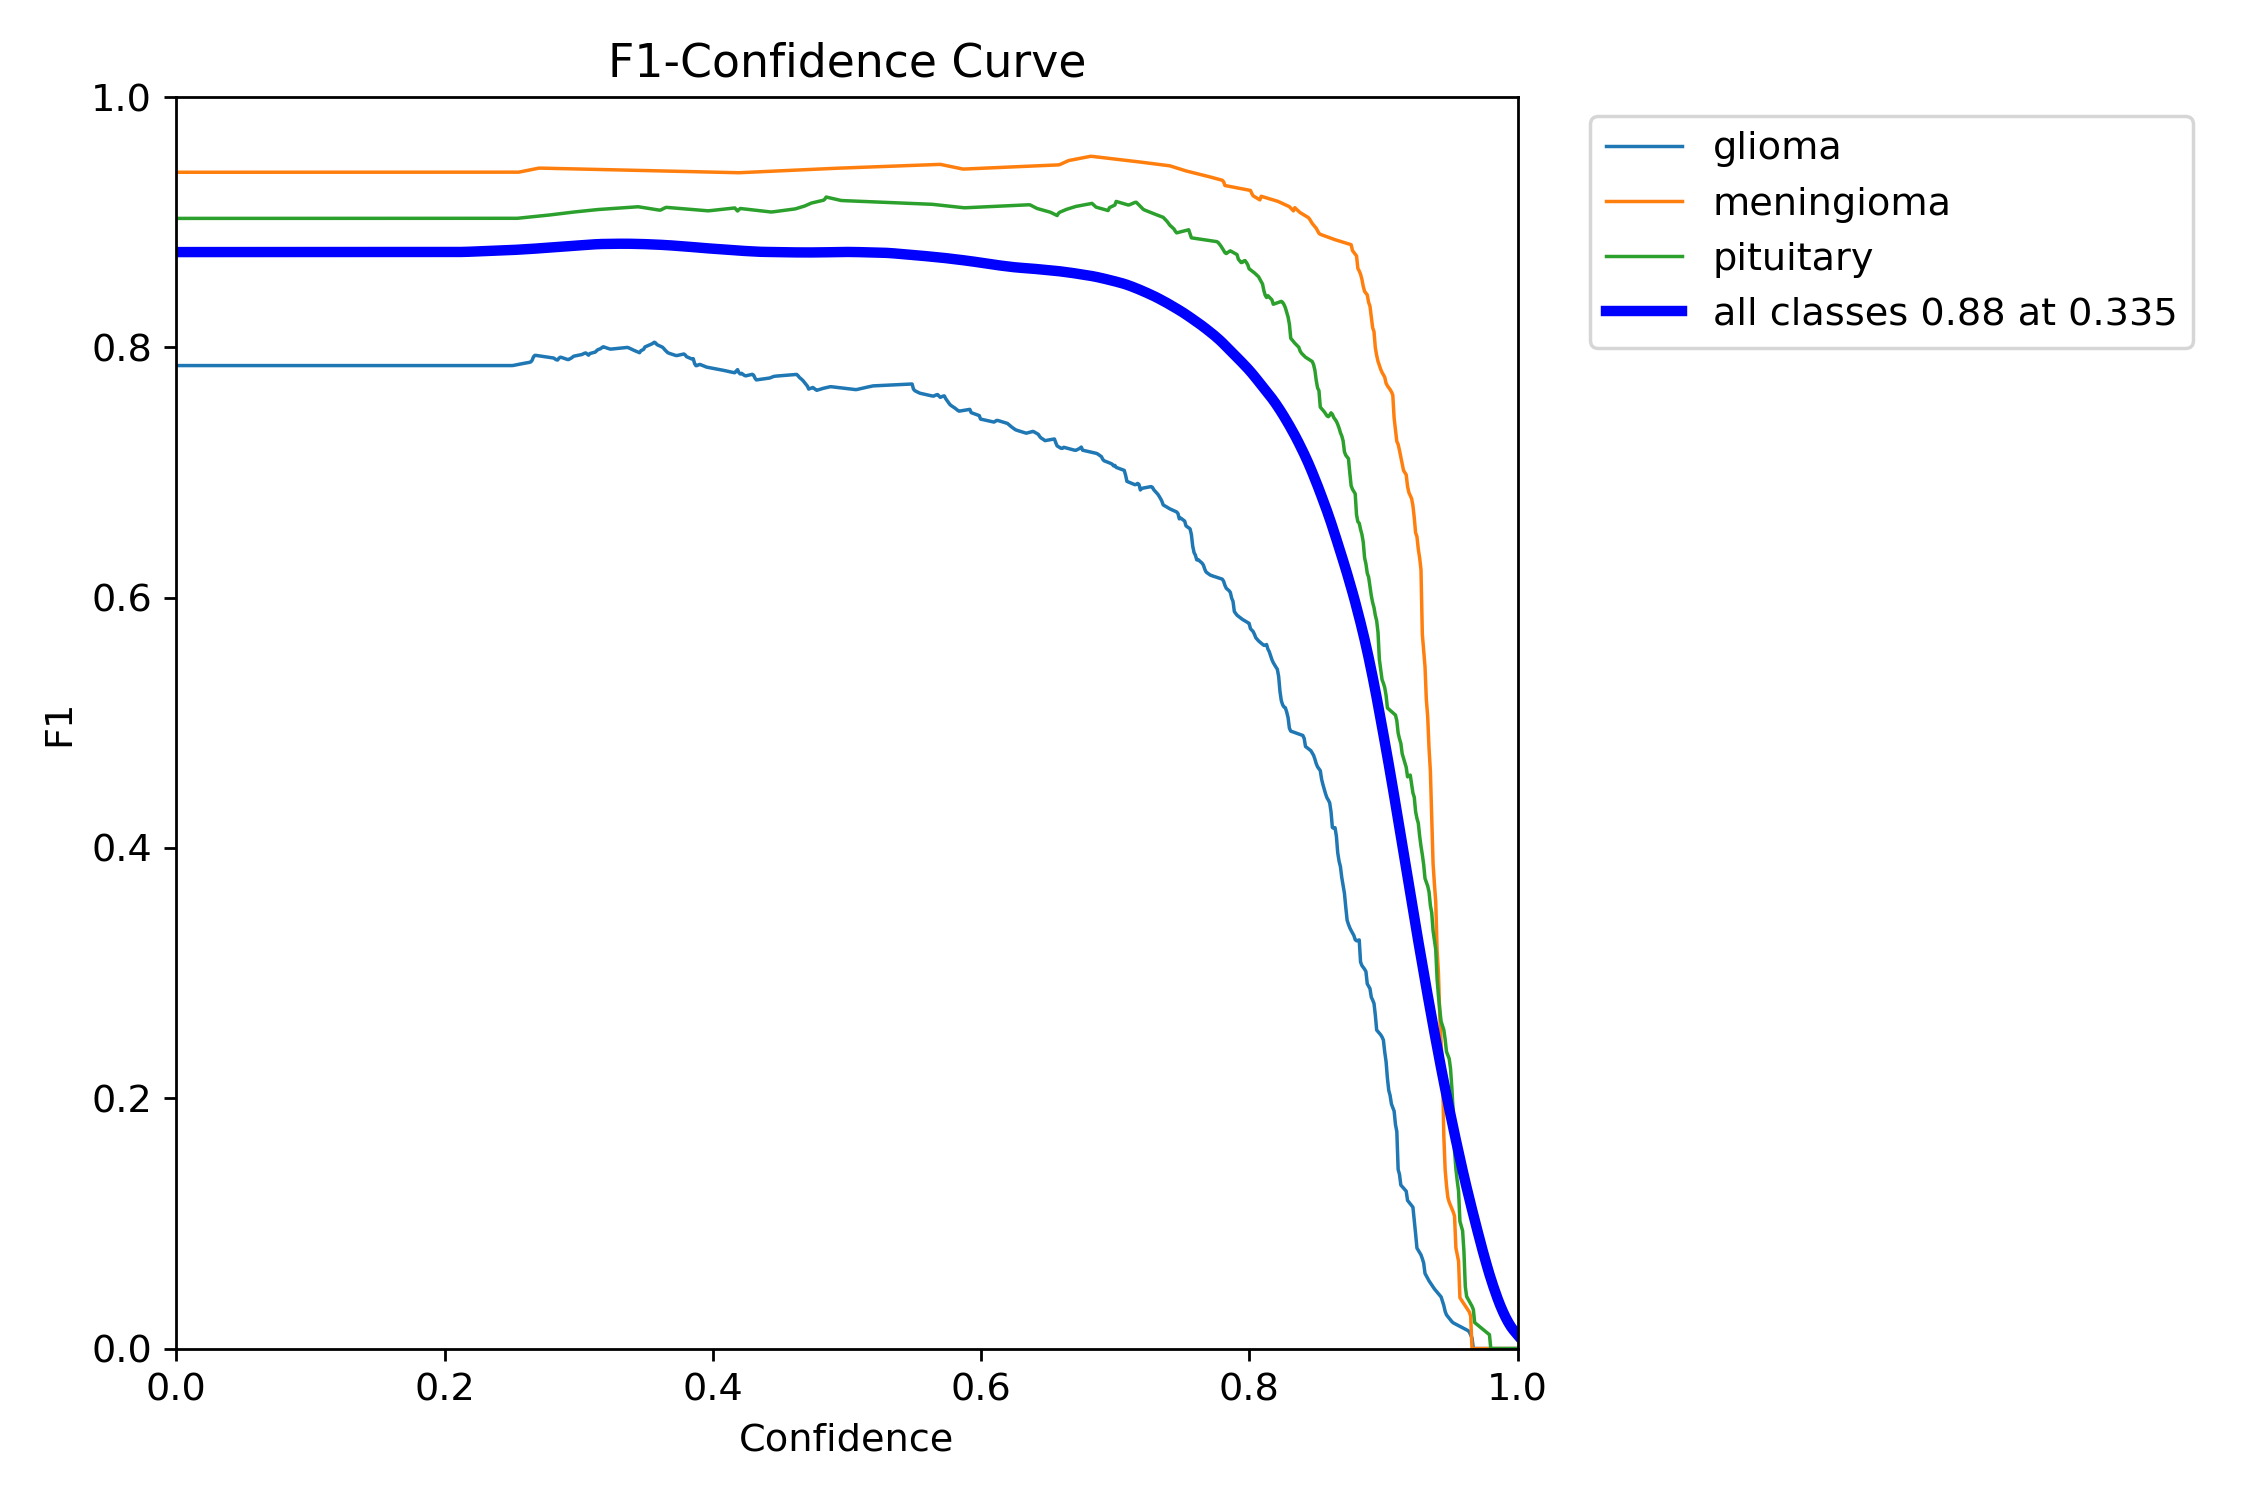 F1-Confidence Curve
1.0
0.8
0.6
0.4
0.2
0.0
F1
0.0 0.2 0.4 0.6 0.8 1.0
Confidence
glioma
meningioma
pituitary
all classes 0.88 at 0.335